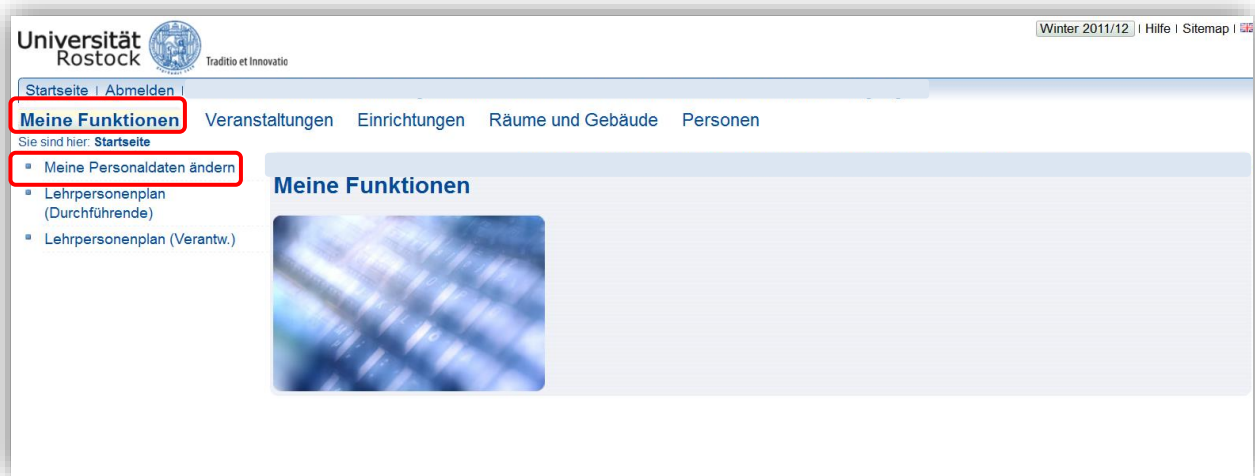 Universität
Rostock
Traditio et Innovatio
Winter 2011/12 | Hilfe | Sitemap |
Startseite | Abmelden |
Meine Funktionen Veranstaltungen Einrichtungen Räume und Gebäude Personen
Sie sind hier: Startseite
Meine Personaldaten ändern
Lehrpersonenplan
(Durchführende)
Lehrpersonenplan (Verantw.)
Meine Funktionen